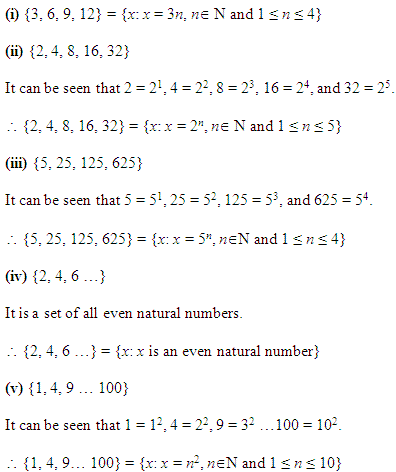 (i) {3, 6, 9, 12} = {x: x = 3n, n∈ N and 1 ≤ n ≤ 4}
(ii) {2, 4, 8, 16, 32}
It can be seen that 2 = 2¹, 4 = 2², 8 = 2³, 16 = 2⁴, and 32 = 2⁵.
∴ {2, 4, 8, 16, 32} = {x: x = 2ⁿ, n∈ N and 1 ≤ n ≤ 5}
(iii) {5, 25, 125, 625}
It can be seen that 5 = 5¹, 25 = 5², 125 = 5³, and 625 = 5⁴.
∴ {5, 25, 125, 625} = {x: x = 5ⁿ, n∈N and 1 ≤ n ≤ 4}
(iv) {2, 4, 6 …}
It is a set of all even natural numbers.
∴ {2, 4, 6 …} = {x: x is an even natural number}
(v) {1, 4, 9 … 100}
It can be seen that 1 = 1², 4 = 2², 9 = 3² …100 = 10².
∴ {1, 4, 9… 100} = {x: x = n², n∈N and 1 ≤ n ≤ 10}